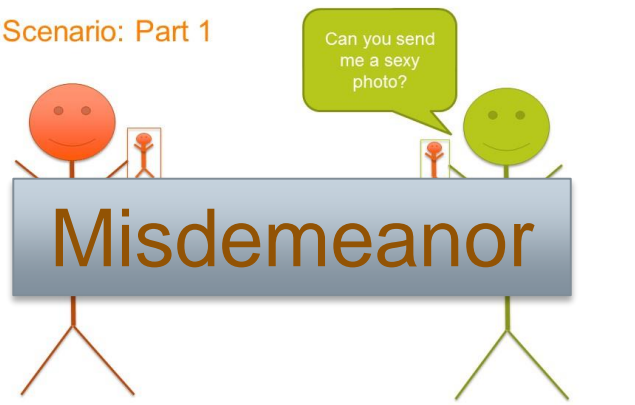 Scenario: Part 1
Can you send
me a sexy
photo?
Misdemeanor